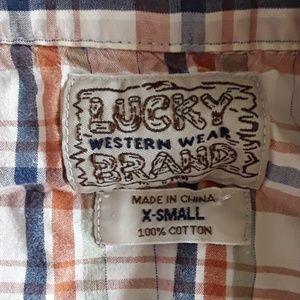 LUCKY
WESTERN WEAR
BRAND
MADE IN CHINA
X-SMALL
100% COTTON